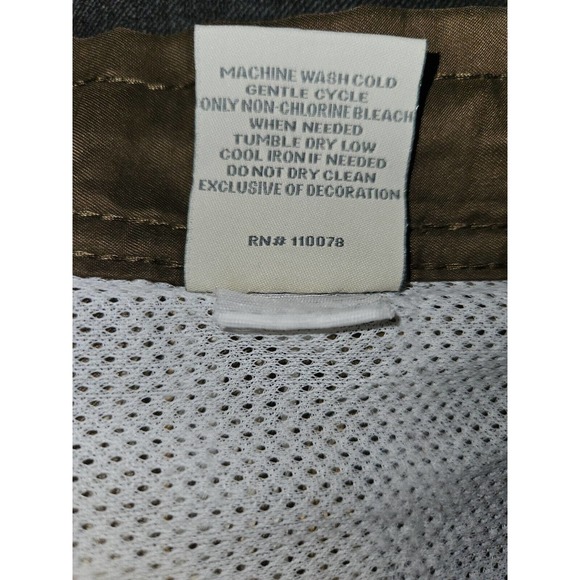 MACHINE WASH COLD
GENTLE CYCLE
ONLY NON-CHLORINE BLEACH
WHEN NEEDED
TUMBLE DRY LOW
COOL IRON IF NEEDED
DO NOT DRY CLEAN
EXCLUSIVE OF DECORATION
RN# 110078